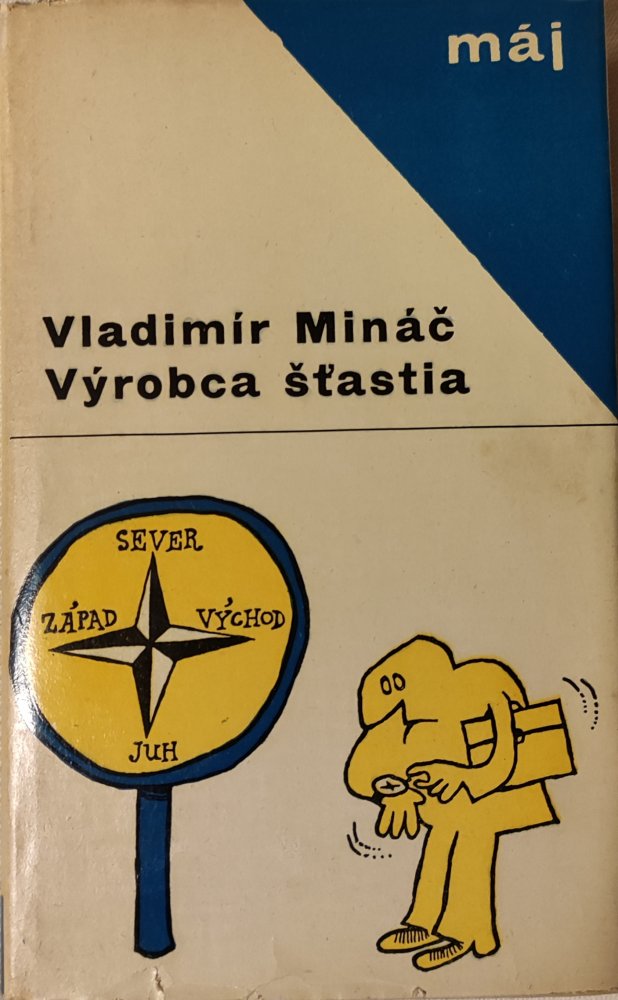 máj
Vladimír Mináč
Výrobca šťastia
SEVER
ZÁPAD VÝCHOD
JUH